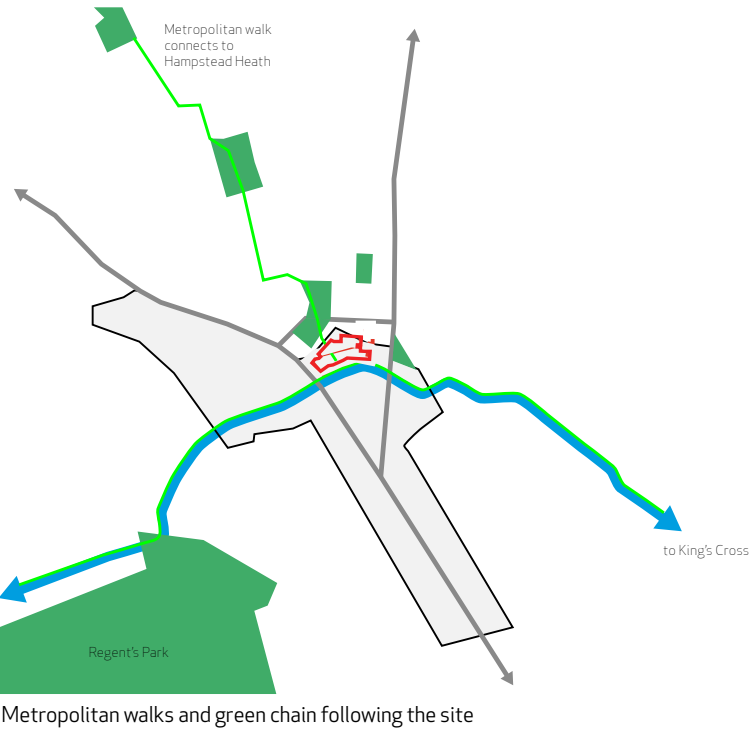 Metropolitan walk
connects to
Hampstead Heath
to King's Cross
Regent's Park
Metropolitan walks and green chain following the site